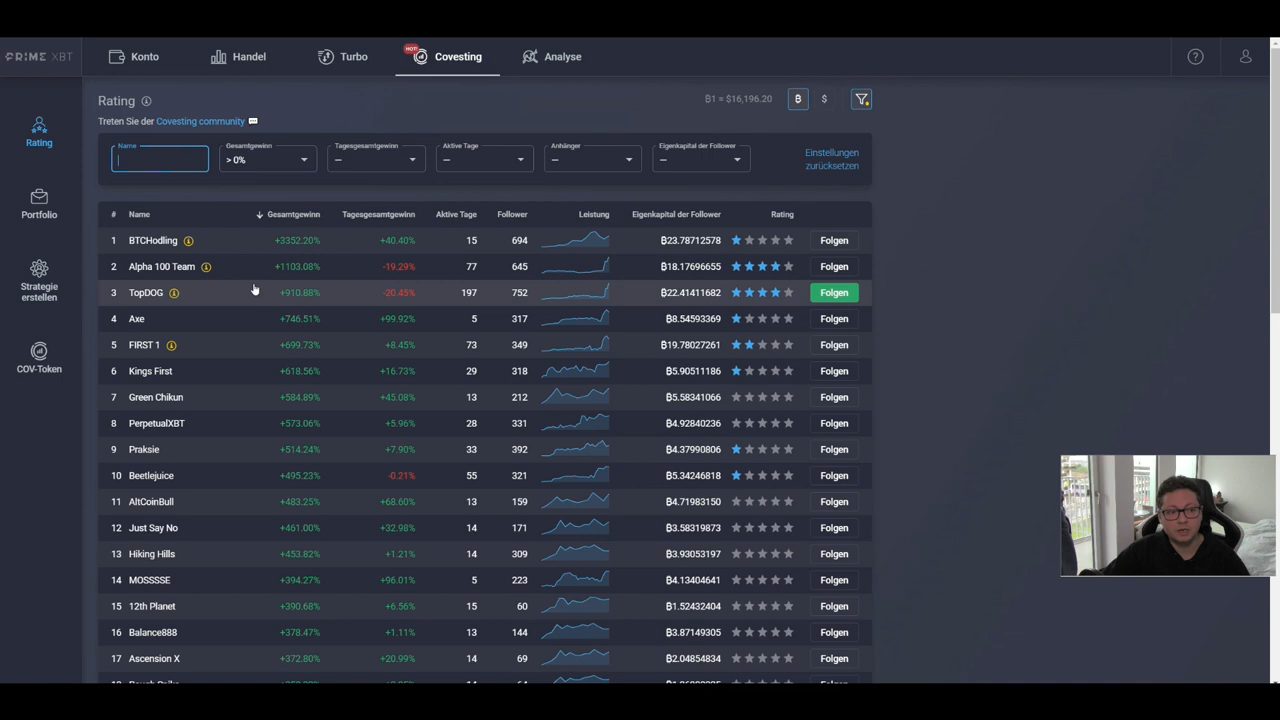 PRIME XBT
Konto
Handel
Turbo
HOT!
Covesting
Analyse
Rating
฿1 = $16,196.20
฿
$
Treten Sie der Covesting community
Rating
Portfolio
Strategie
erstellen
COV-Token
Name
Gesamtgewinn
> 0%
Tagesgesamtgewinn
—
Aktive Tage
—
Anhänger
—
Eigenkapital der Follower
—
Einstellungen
zurücksetzen
# Name Gesamtgewinn Tagesgesamtgewinn Aktive Tage Follower Leistung Eigenkapital der Follower Rating
1 BTCHodling +3352.20% +40.40% 15 694 ฿23.78712578 Folgen
2 Alpha 100 Team +1103.08% -19.29% 77 645 ฿18.17696655 Folgen
3 TopDOG +910.88% -20.45% 197 752 ฿22.41411682 Folgen
4 Axe +746.51% +99.92% 5 317 ฿8.54593369 Folgen
5 FIRST 1 +699.73% +8.45% 73 349 ฿19.78027261 Folgen
6 Kings First +618.56% +16.73% 29 318 ฿5.90511186 Folgen
7 Green Chikun +584.89% +45.08% 13 212 ฿5.58341066 Folgen
8 PerpetualXBT +573.06% +5.96% 28 331 ฿4.92840236 Folgen
9 Praksie +514.24% +7.90% 33 392 ฿4.37990806 Folgen
10 Beetlejuice +495.23% -0.21% 55 321 ฿5.34246818 Folgen
11 AltCoinBull +483.25% +68.60% 13 159 ฿4.71983150 Folgen
12 Just Say No +461.00% +32.98% 14 171 ฿3.58319873 Folgen
13 Hiking Hills +453.82% +1.21% 14 309 ฿3.93053197 Folgen
14 MOSSSSE +394.27% +96.01% 5 223 ฿4.13404641 Folgen
15 12th Planet +390.68% +6.56% 15 60 ฿1.52432404 Folgen
16 Balance888 +378.47% +1.11% 13 144 ฿3.87149305 Folgen
17 Ascension X +372.80% +20.99% 14 69 ฿2.04854834 Folgen